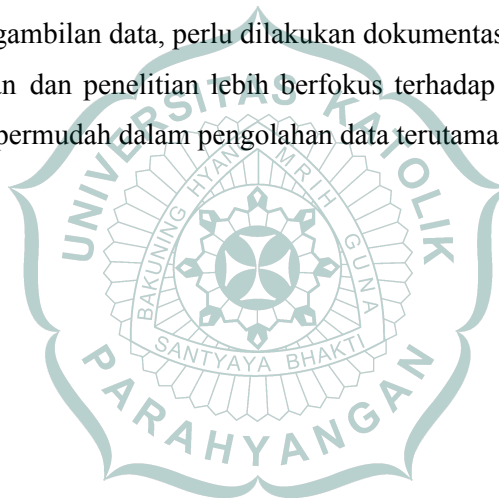 gambilan data, perlu dilakukan dokumentas
n dan penelitian lebih berfokus terhadap
permudah dalam pengolahan data terutama
UNIVERSITAS KATOLIK
PARAHYANGAN
BAKUNING HYANG MRIH GUNA
SANTYAYA BHAKTI